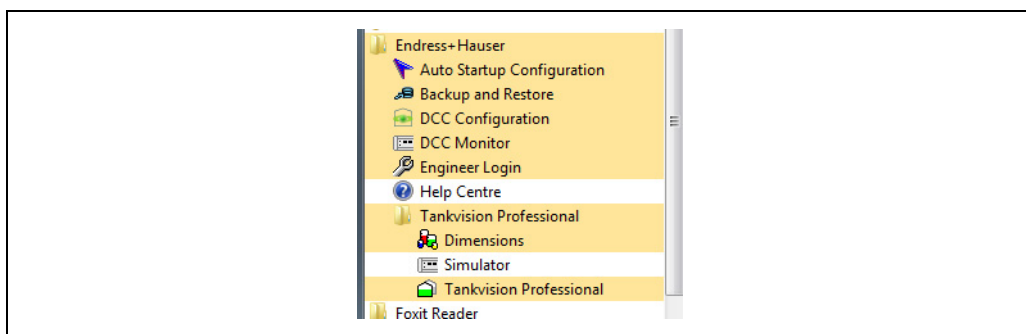 Endress+Hauser
Auto Startup Configuration
Backup and Restore
DCC Configuration
DCC Monitor
Engineer Login
Help Centre
Tankvision Professional
Dimensions
Simulator
Tankvision Professional
Foxit Reader